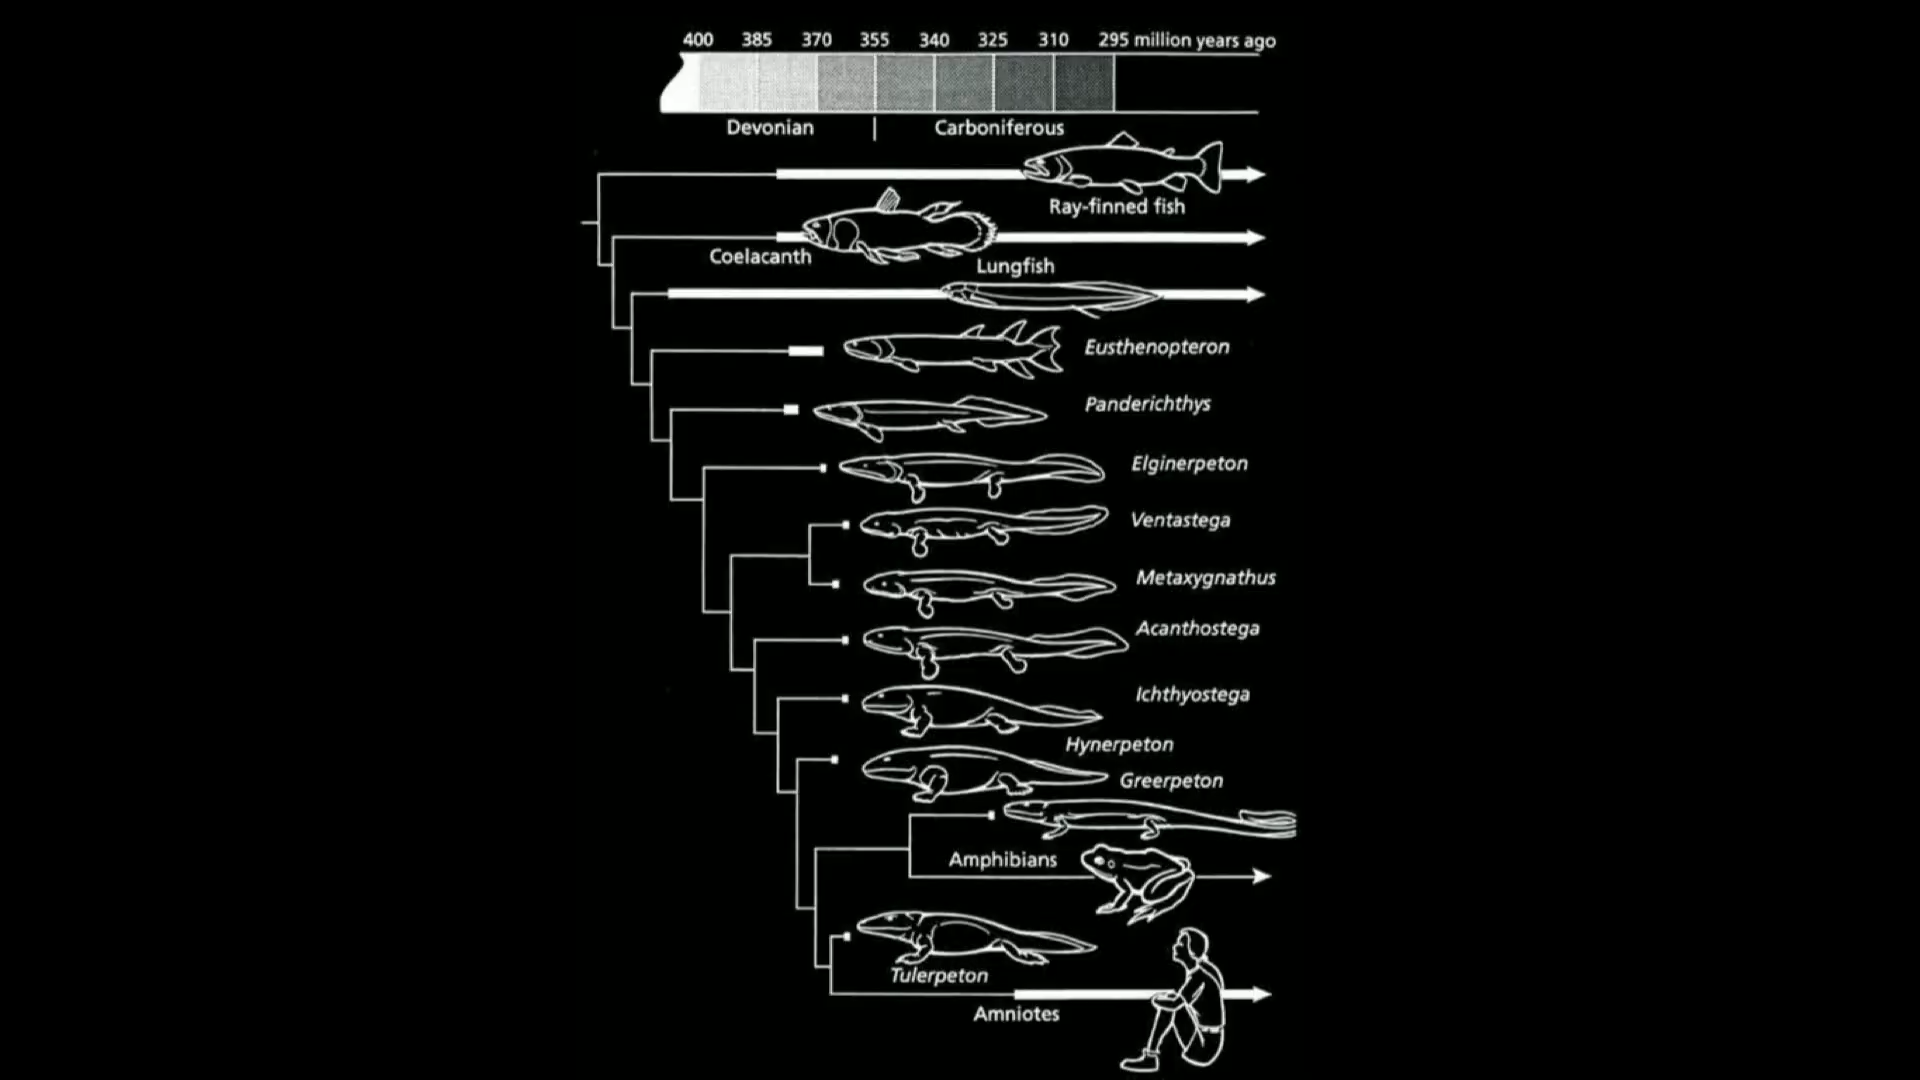 400 385 370 355 340 325 310 295 million years ago
Devonian | Carboniferous
Ray-finned fish
Coelacanth
Lungfish
Eusthenopteron
Panderichthys
Elginerpeton
Ventastega
Metaxygnathus
Acanthostega
Ichthyostega
Hynerpeton
Greerpeton
Amphibians
Tulerpeton
Amniotes